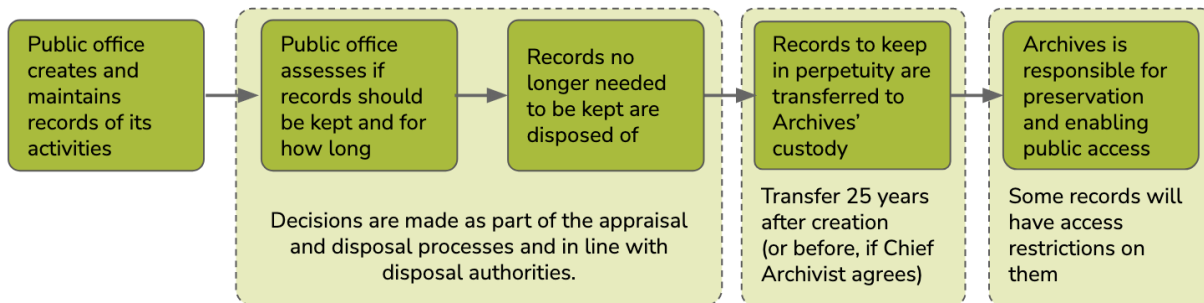 Public office
creates and
maintains
records of its
activities
Public office
assesses if
records should
be kept and for
how long
Records no
longer needed
to be kept are
disposed of
Decisions are made as part of the appraisal
and disposal processes and in line with
disposal authorities.
Records to keep
in perpetuity are
transferred to
Archives’
custody
Transfer 25 years
after creation
(or before, if Chief
Archivist agrees)
Archives is
responsible for
preservation
and enabling
public access
Some records will
have access
restrictions on
them